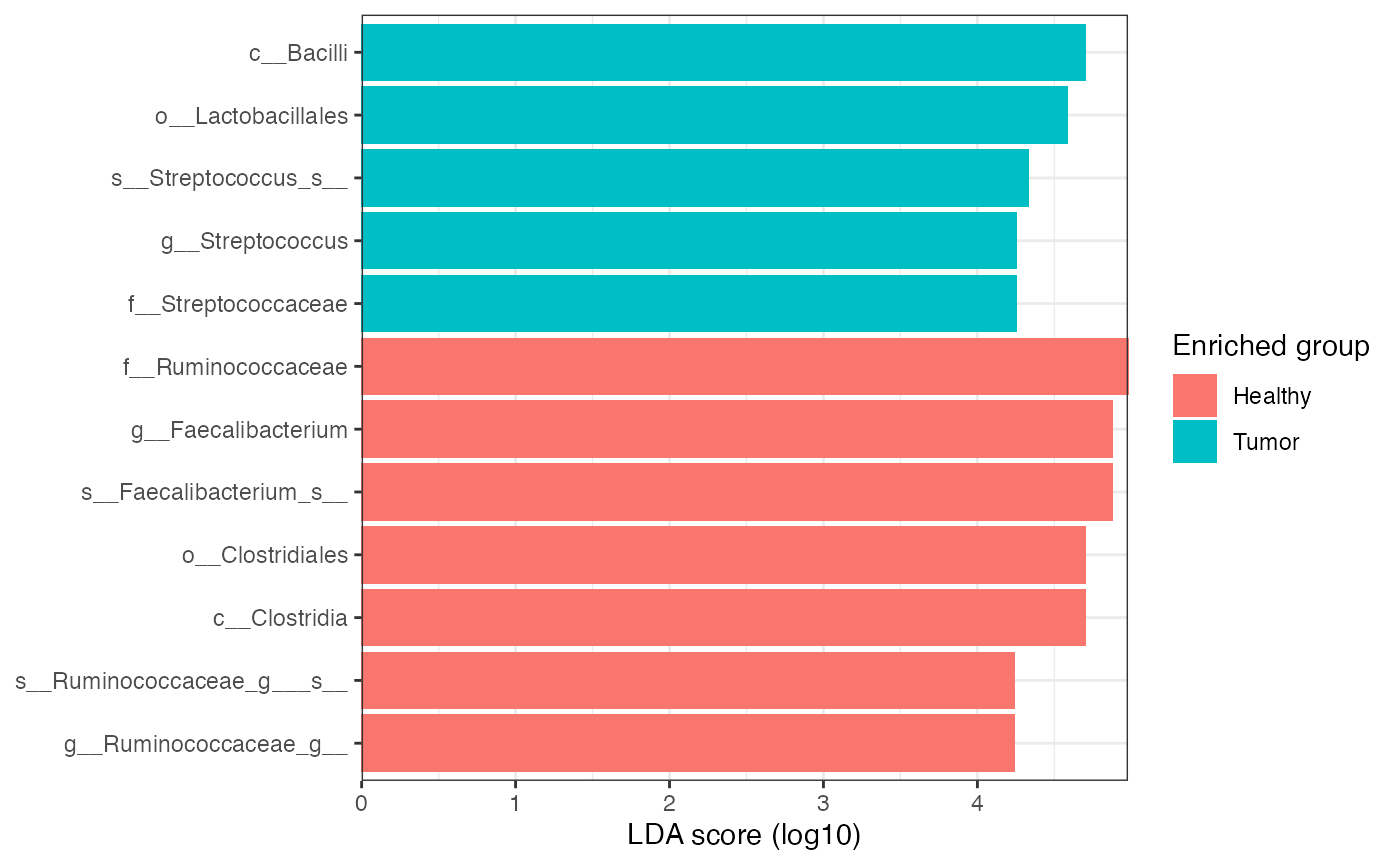 c__Bacilli
o__Lactobacillales
s__Streptococcus_s__
g__Streptococcus
f__Streptococcaceae
f__Ruminococcaceae
g__Faecalibacterium
s__Faecalibacterium_s__
o__Clostridiales
c__Clostridia
s__Ruminococcaceae_g___s__
g__Ruminococcaceae_g__
0 1 2 3 4
LDA score (log10)
Enriched group
Healthy
Tumor